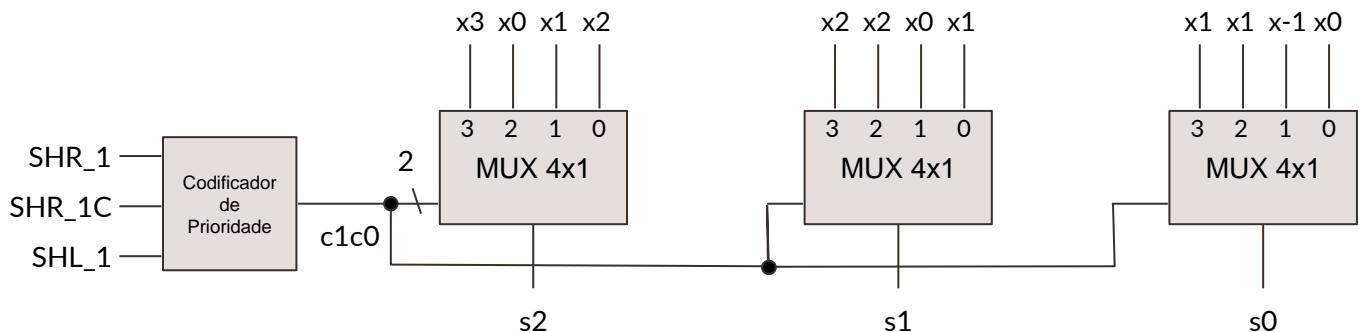 x3 x0 x1 x2 x2 x2 x0 x1 x1 x1 x-1 x0
3 2 1 0 3 2 1 0 3 2 1 0
SHR_1 2 MUX 4x1 MUX 4x1 MUX 4x1
Codificador
SHR_1C de
Prioridade
c1c0
SHL_1
s2 s1 s0